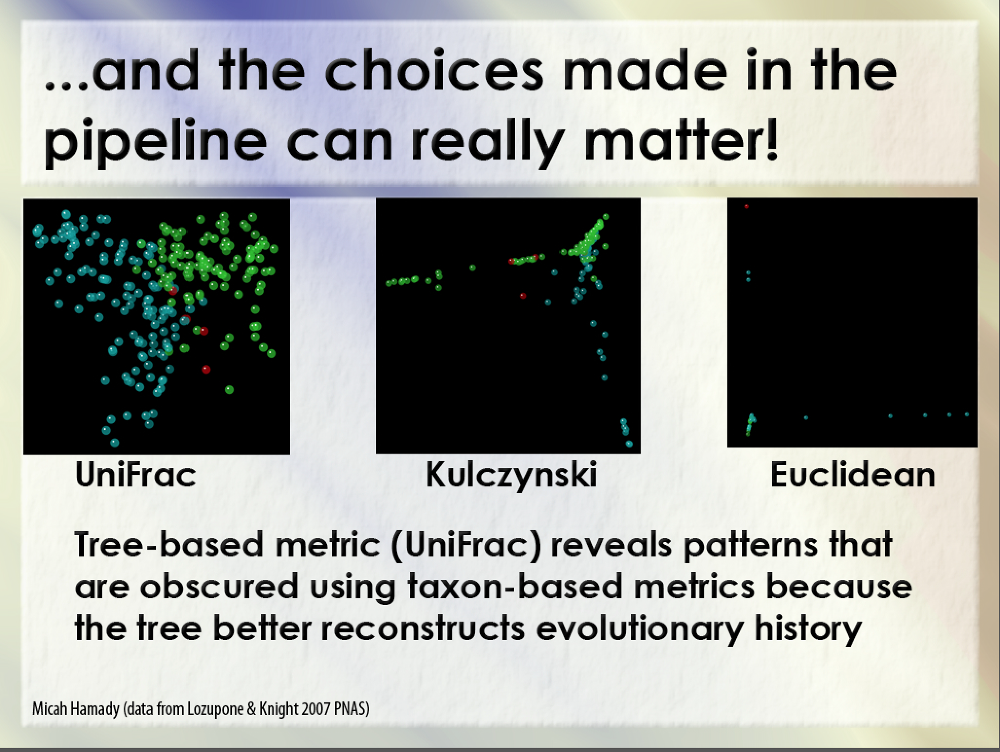 ...and the choices made in the
pipeline can really matter!
UniFrac
Kulczynski
Euclidean
Tree-based metric (UniFrac) reveals patterns that
are obscured using taxon-based metrics because
the tree better reconstructs evolutionary history
Micah Hamady (data from Lozupone & Knight 2007 PNAS)